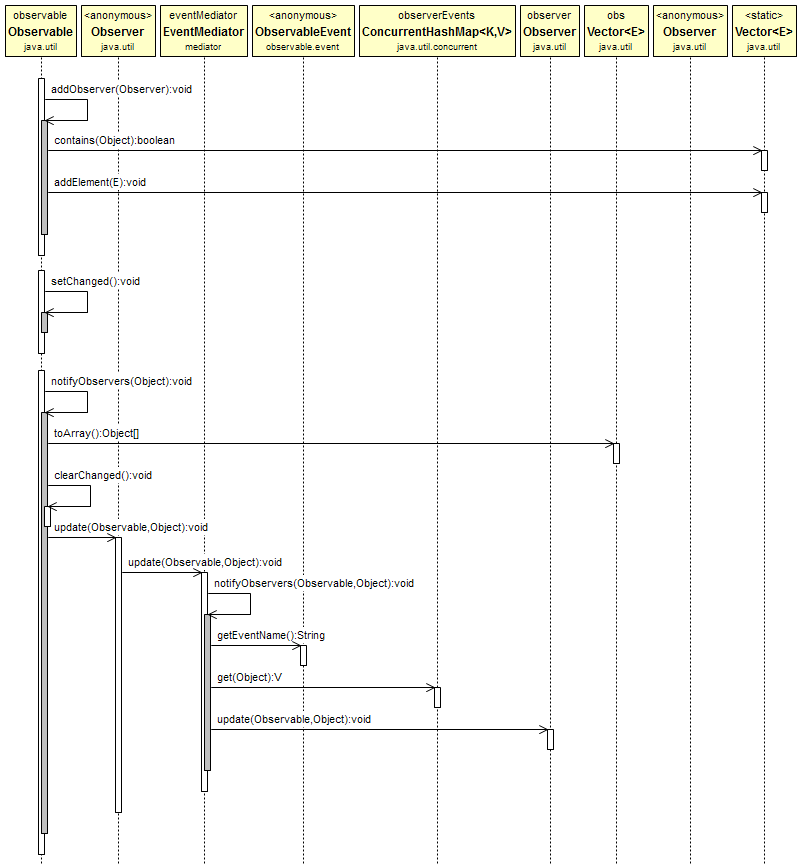 observable
Observable
java.util
<anonymous>
Observer
java.util
eventMediator
EventMediator
mediator
<anonymous>
ObservableEvent
observable.event
observerEvents
ConcurrentHashMap<K,V>
java.util.concurrent
observer
Observer
java.util
obs
Vector<E>
java.util
<anonymous>
Observer
java.util
<static>
Vector<E>
java.util
addObserver(Observer):void
contains(Object):boolean
addElement(E):void
setChanged():void
notifyObservers(Object):void
toArray():Object[]
clearChanged():void
update(Observable,Object):void
update(Observable,Object):void
notifyObservers(Observable,Object):void
getEventName():String
get(Object):V
update(Observable,Object):void